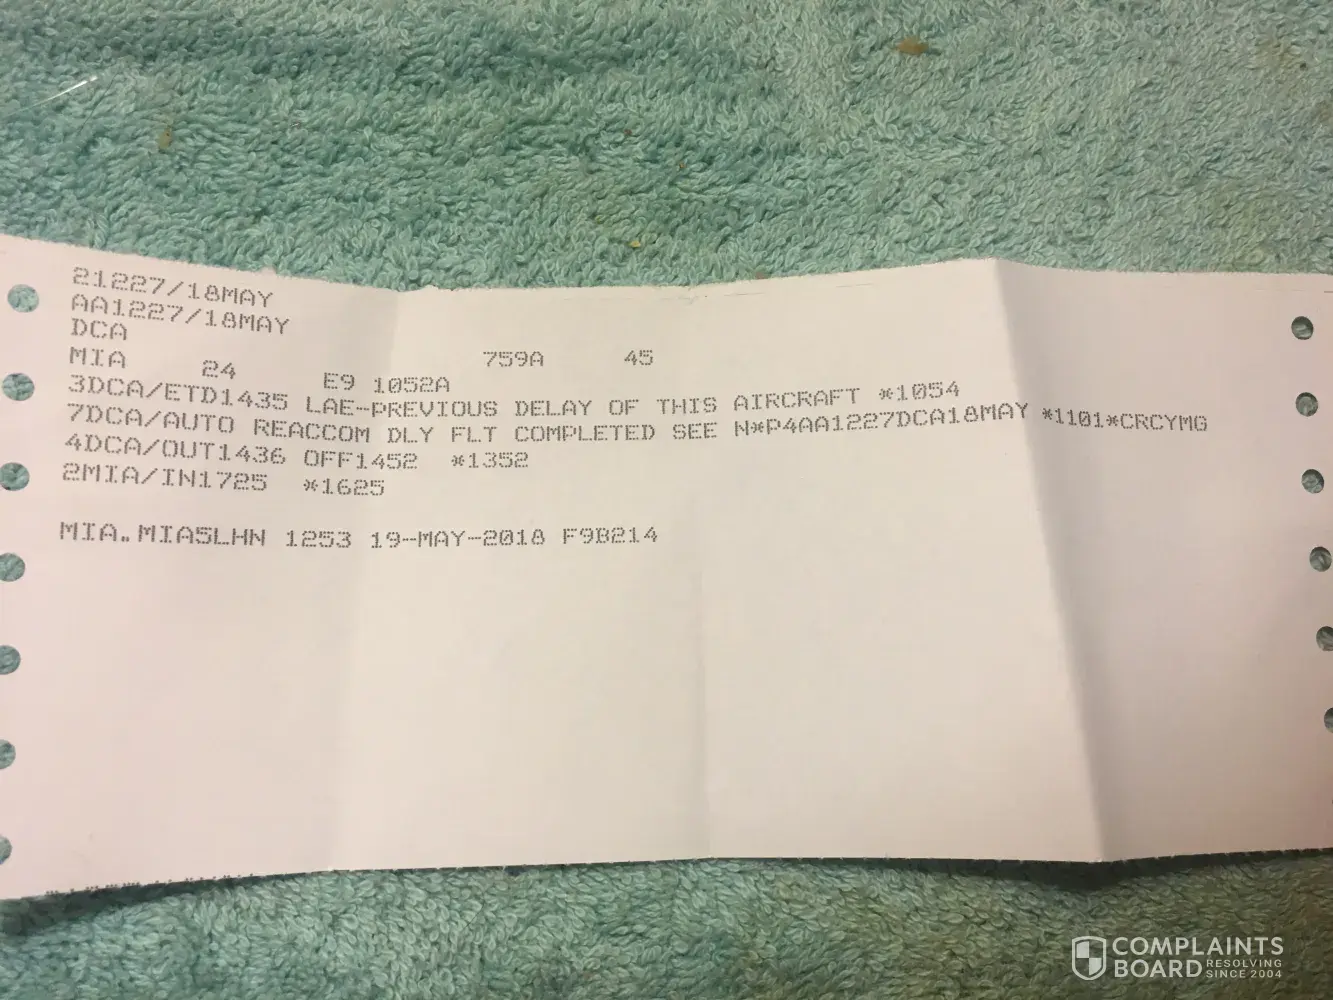 21227/18MAY
AA1227/18MAY
DCA 759A 45
MIA 24 E9 1052A
3DCA/ETD1435 LAE-PREVIOUS DELAY OF THIS AIRCRAFT *1054
7DCA/AUTO REACCOM DLY FLT COMPLETED SEE N*P4AA1227DCA18MAY *1101*CRCYMG
4DCA/OUT1436 OFF1452 *1352
2MIA/IN1725 *1625
MIA.MIA5LHN 1253 19-MAY-2018 F9B214
COMPLAINTS
BOARD RESOLVING
SINCE 2004